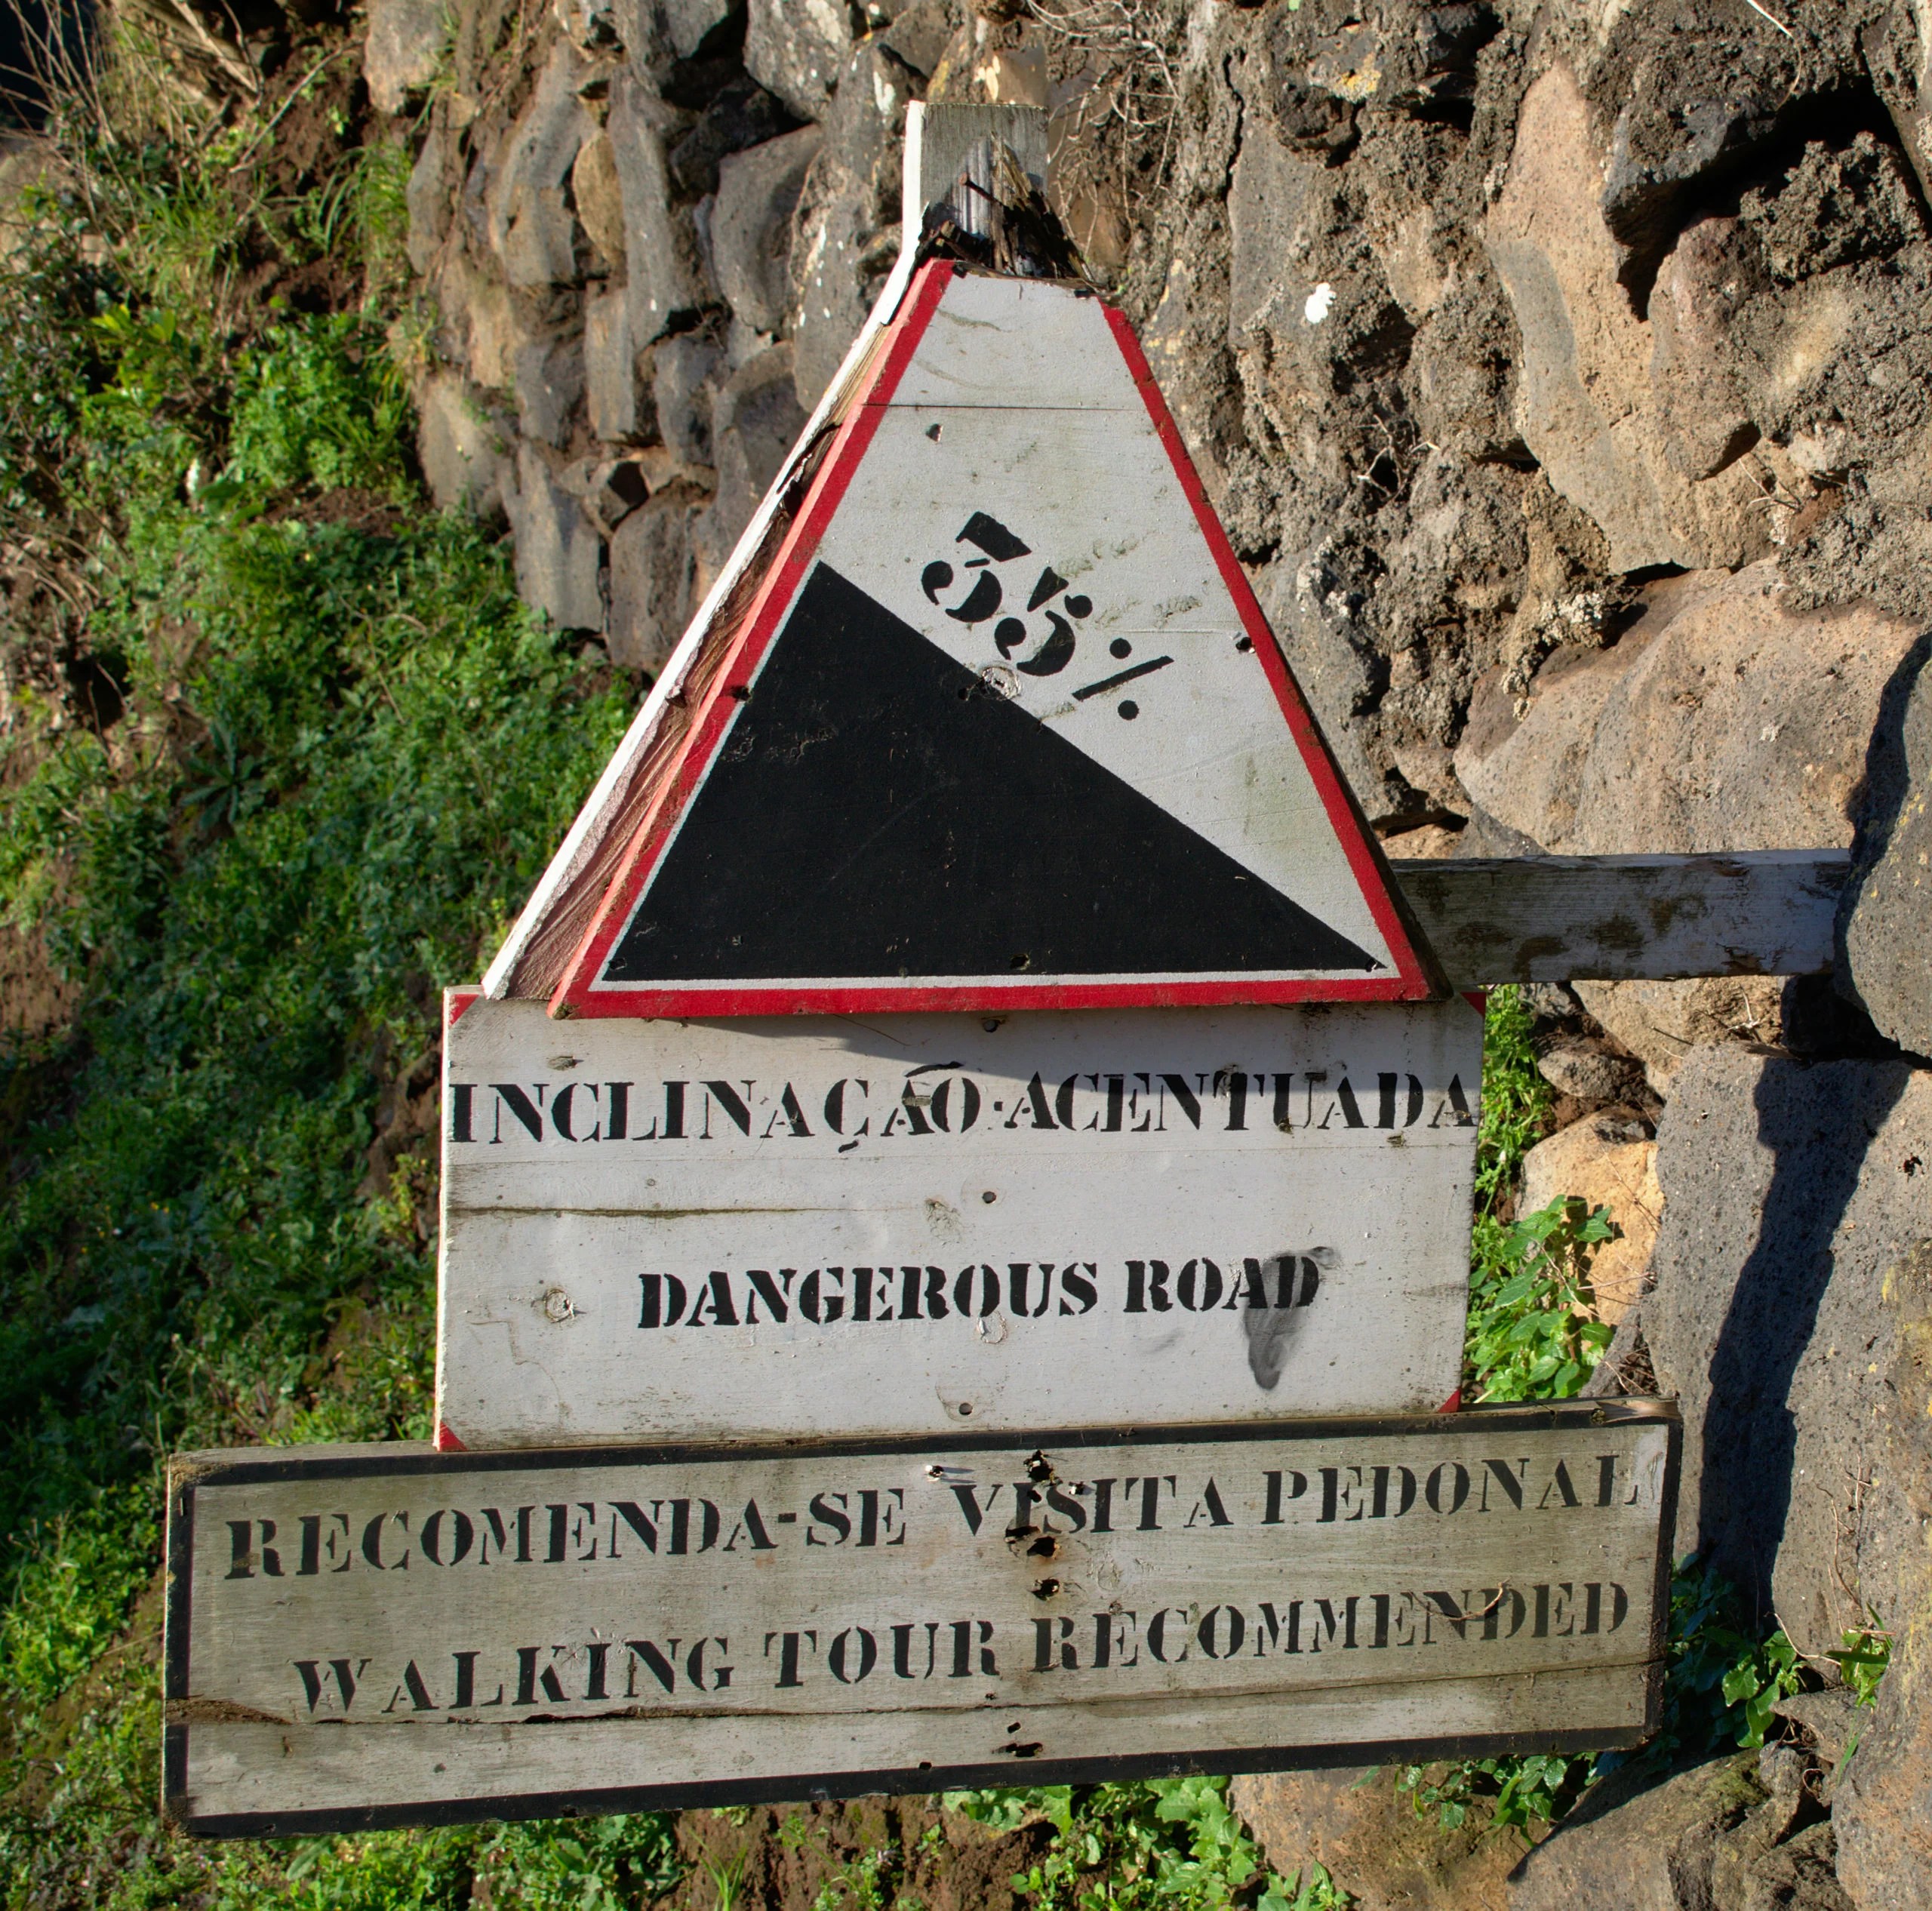 35%
INCLINAÇÃO ACENTUADA
DANGEROUS ROAD
RECOMENDA-SE VISITA PEDONAL
WALKING TOUR RECOMMENDED